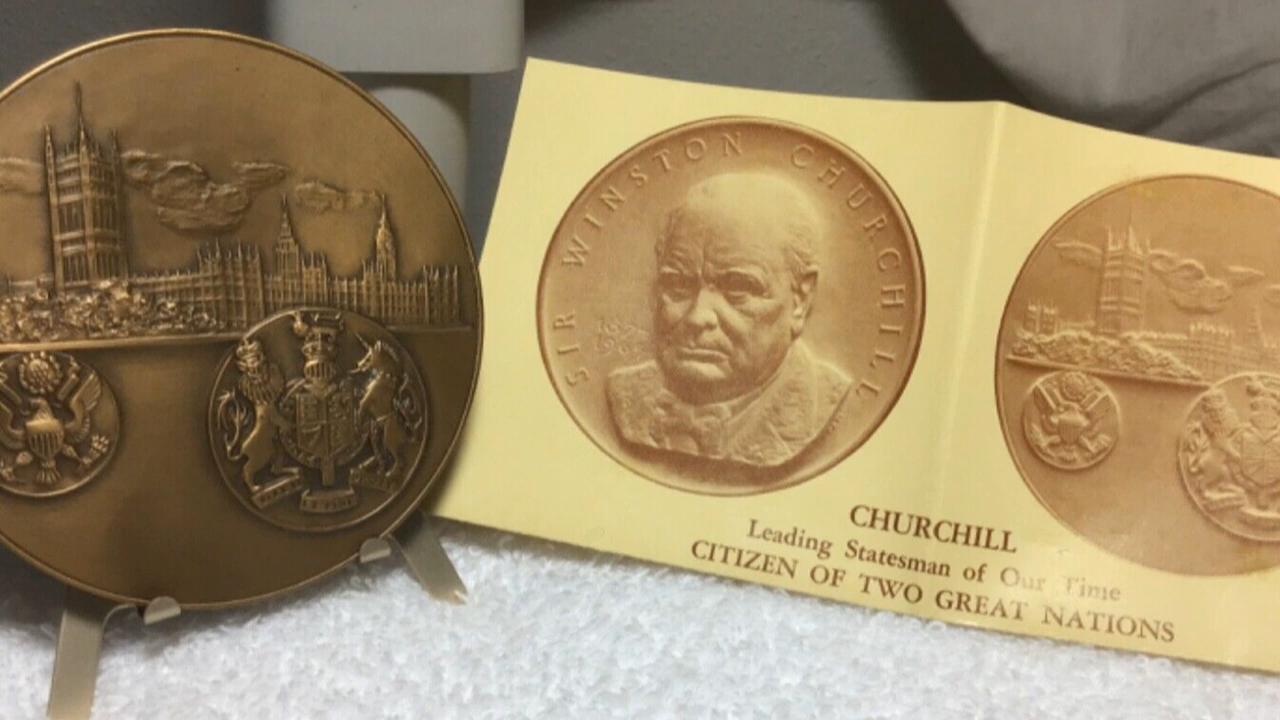 SIR WINSTON CHURCHILL
CHURCHILL
Leading Statesman of Our Time
CITIZEN OF TWO GREAT NATIONS